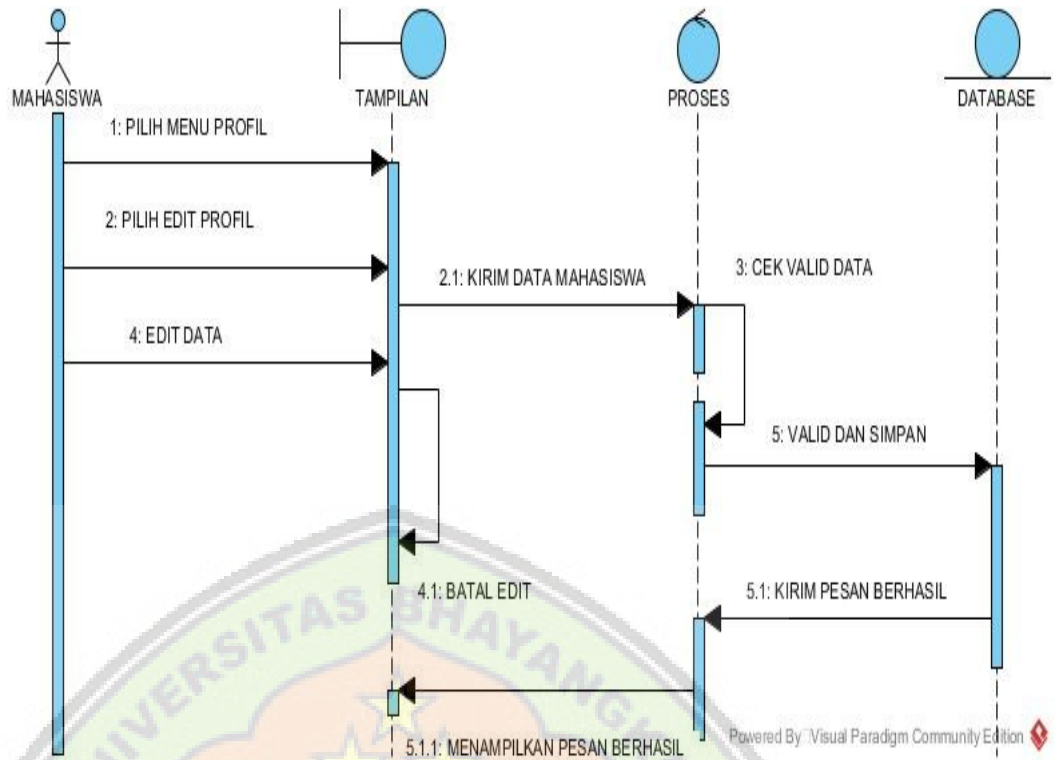 MAHASISWA
TAMPILAN
PROSES
DATABASE
1: PILIH MENU PROFIL
2: PILIH EDIT PROFIL
2.1: KIRIM DATA MAHASISWA
3: CEK VALID DATA
4: EDIT DATA
5: VALID DAN SIMPAN
4.1: BATAL EDIT
5.1: KIRIM PESAN BERHASIL
5.1.1: MENAMPILKAN PESAN BERHASIL
Powered By Visual Paradigm Community Edition
UNIVERSITAS